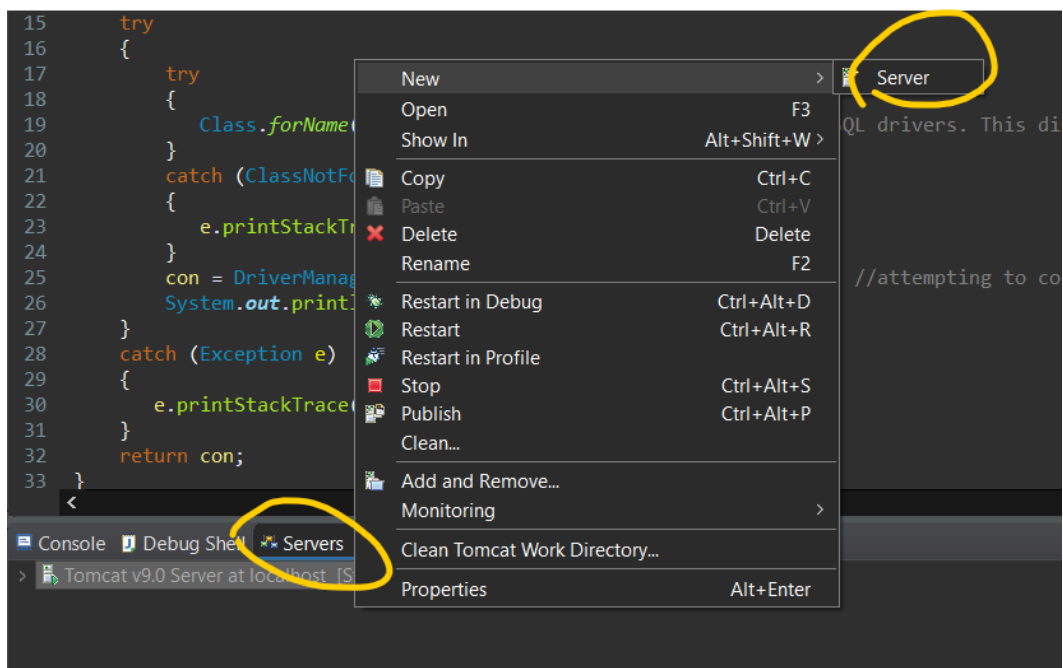 15 try
16 {
17 try
18 {
19 Class.forName( QL drivers. This di
20 }
21 catch (ClassNotFo
22 {
23 e.printStackTr
24 }
25 con = DriverManag //attempting to co
26 System.out.printl
27 }
28 catch (Exception e)
29 {
30 e.printStackTrace(
31 }
32 return con;
33 }
New
Server
Open F3
Show In Alt+Shift+W
Copy Ctrl+C
Paste Ctrl+V
Delete Delete
Rename F2
Restart in Debug Ctrl+Alt+D
Restart Ctrl+Alt+R
Restart in Profile
Stop Ctrl+Alt+S
Publish Ctrl+Alt+P
Clean...
Add and Remove...
Monitoring
Clean Tomcat Work Directory...
Properties Alt+Enter
Console Debug Shell Servers
Tomcat v9.0 Server at localhost [S